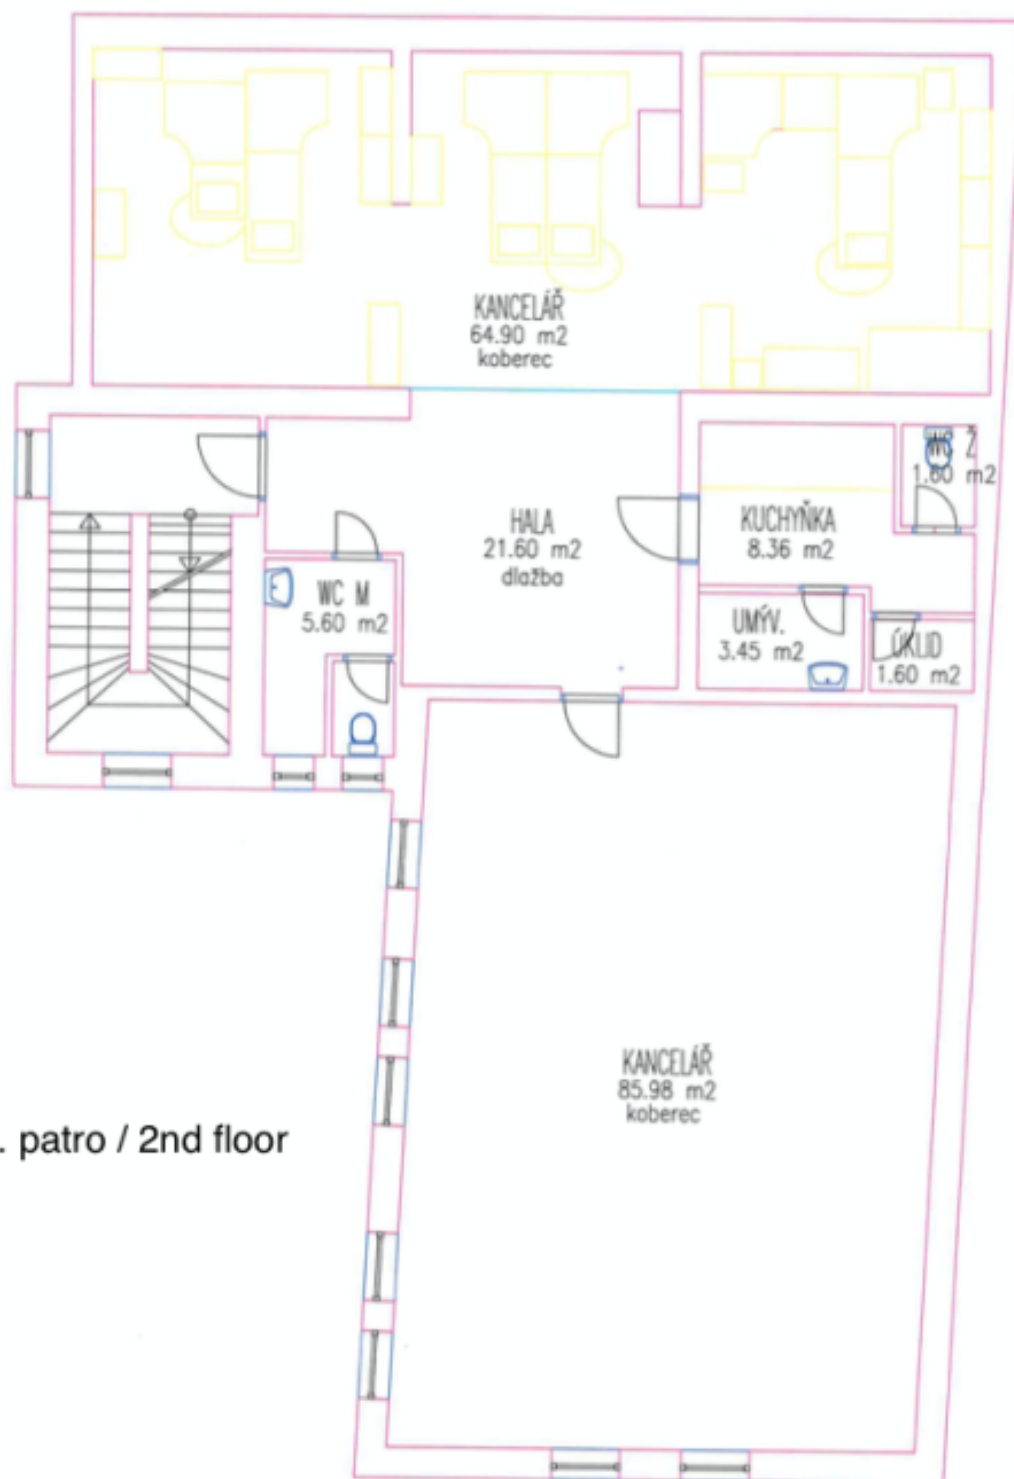 KANCELÁŘ
64.90 m2
koberec
WC Ž
1.60 m2
HALA
21.60 m2
dlažba
KUCHYŇKA
8.36 m2
WC M
5.60 m2
UMÝV.
3.45 m2
ÚKLID
1.60 m2
KANCELÁŘ
85.98 m2
koberec
. patro / 2nd floor